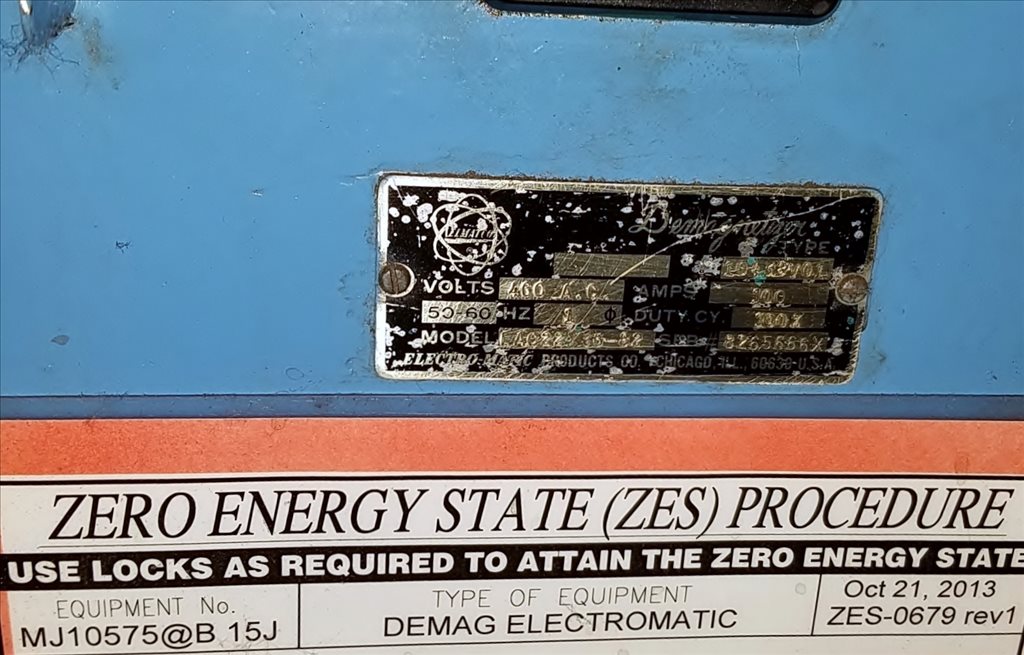 Demagnetizer
TYPE
VOLTS 460 A.C. AMPS 100
50-60 HZ 1 Φ DUTY CY.
MODEL SER #
ELECTRO-MATIC PRODUCTS CO. CHICAGO, ILL., 60630 U.S.A
ZERO ENERGY STATE (ZES) PROCEDURE
USE LOCKS AS REQUIRED TO ATTAIN THE ZERO ENERGY STATE
EQUIPMENT No. TYPE OF EQUIPMENT Oct 21, 2013
MJ10575@B 15J DEMAG ELECTROMATIC ZES-0679 rev1